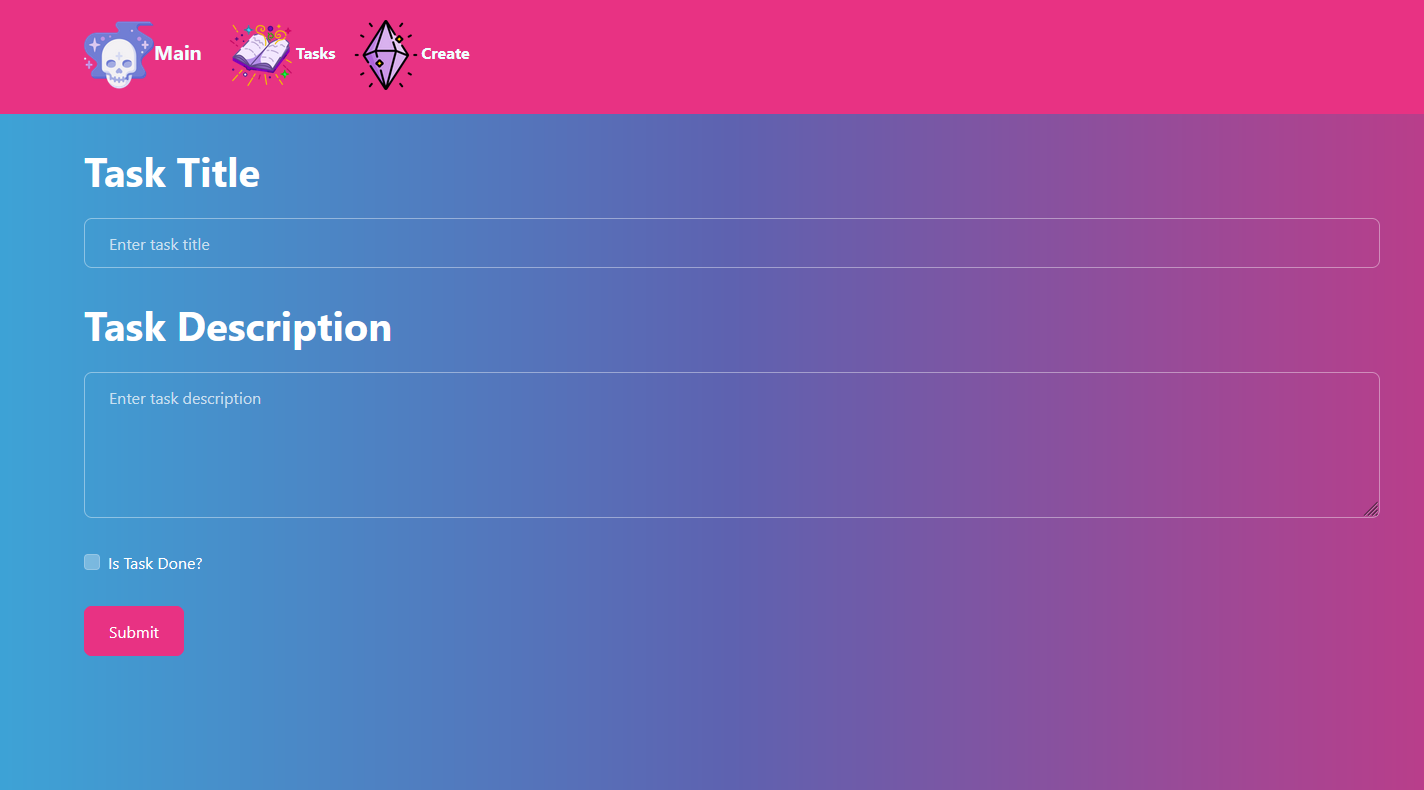 Main Tasks Create
Task Title
Enter task title
Task Description
Enter task description
Is Task Done?
Submit